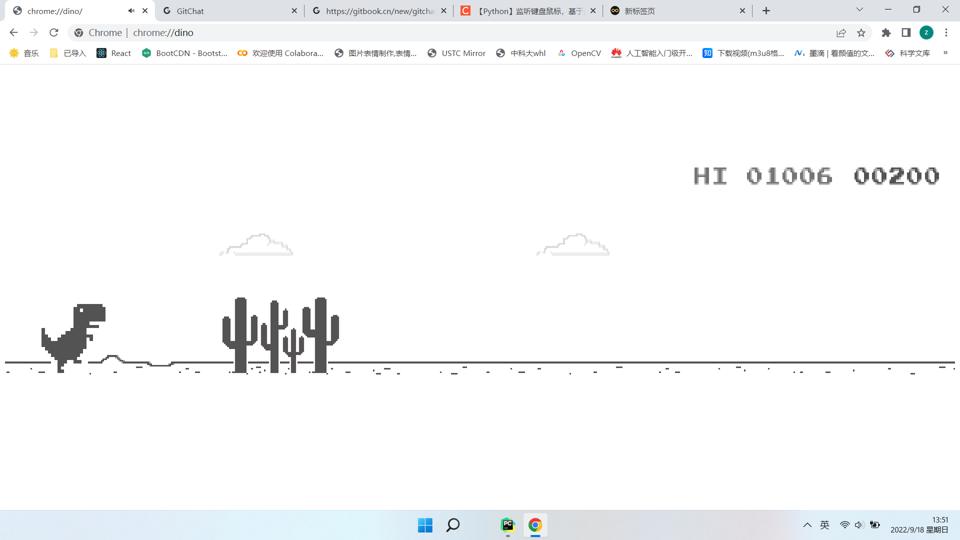 chrome://dino/
GitChat
https://gitbook.cn/new/gitcha
【Python】监听键盘鼠标，基于
新标签页
Chrome | chrome://dino
音乐
已导入
React
BootCDN - Bootst...
欢迎使用 Colabora...
图片表情制作,表情...
USTC Mirror
中科大whl
OpenCV
人工智能入门极开...
下载视频(m3u8格...
墨滴 | 看颜值的文...
科学文库
»
HI 01006 00200
英
13:51
2022/9/18 星期日